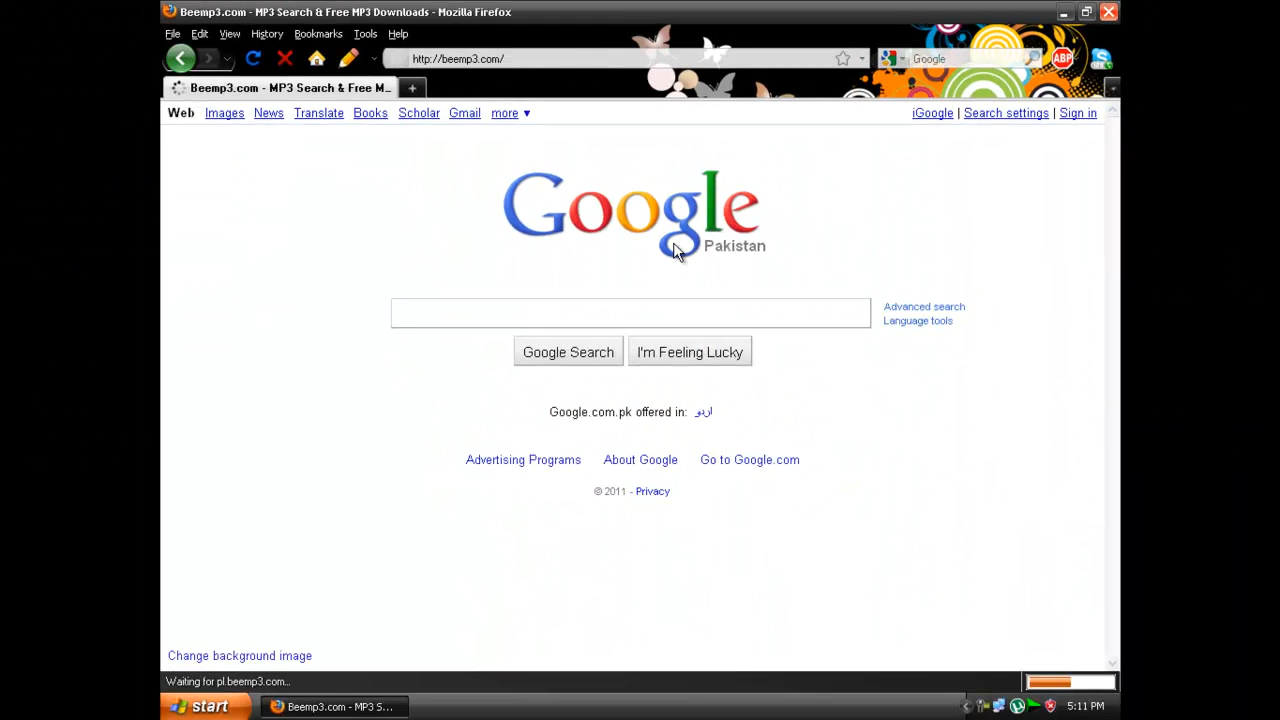 Beemp3.com - MP3 Search & Free MP3 Downloads - Mozilla Firefox
File Edit View History Bookmarks Tools Help
http://beemp3.com/
Google
ABP
Beemp3.com - MP3 Search & Free M...
Web Images News Translate Books Scholar Gmail more ▼
iGoogle | Search settings | Sign in
Google
Pakistan
Advanced search
Language tools
Google Search I'm Feeling Lucky
Google.com.pk offered in: اردو
Advertising Programs About Google Go to Google.com
© 2011 - Privacy
Change background image
Waiting for pl.beemp3.com...
start Beemp3.com - MP3 S... 5:11 PM